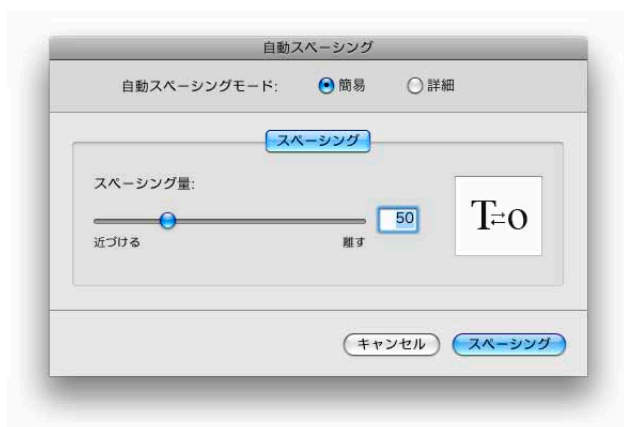 自動スペーシング
自動スペーシングモード: 簡易 詳細
スペーシング
スペーシング量:
50
近づける 離す
T⇄o
キャンセル スペーシング